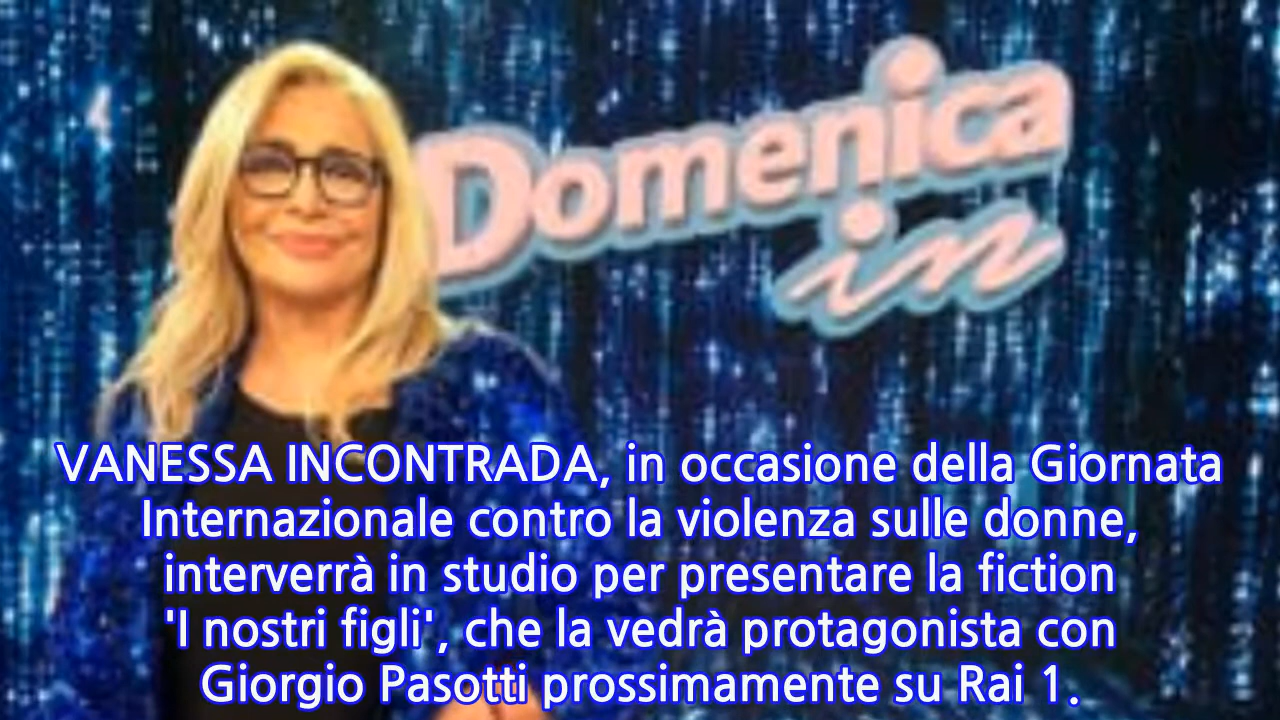 Domenica
in
VANESSA INCONTRADA, in occasione della Giornata
Internazionale contro la violenza sulle donne,
interverrà in studio per presentare la fiction
'I nostri figli', che la vedrà protagonista con
Giorgio Pasotti prossimamente su Rai 1.